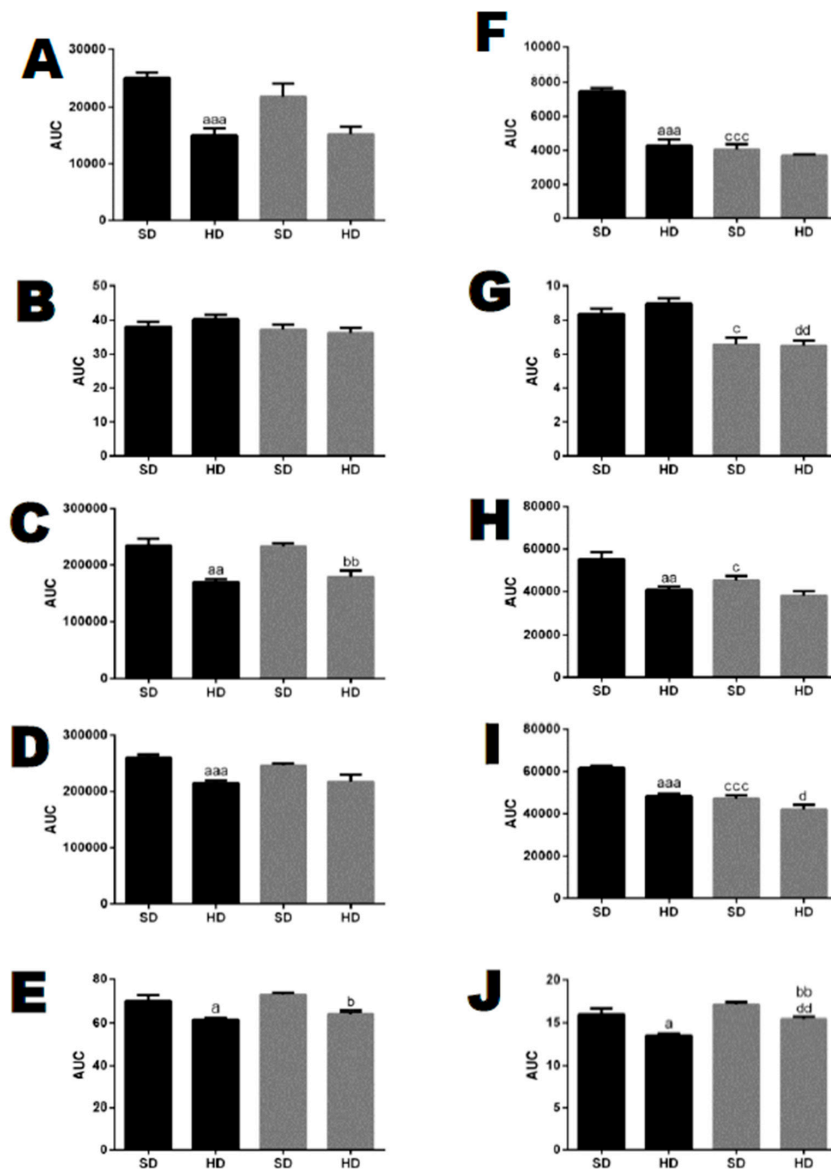 A
30000
20000
10000
0
AUC
aaa
SD HD SD HD
F
10000
8000
6000
4000
2000
0
AUC
aaa ccc
SD HD SD HD
B
50
40
30
20
10
0
AUC
SD HD SD HD
G
10
8
6
4
2
0
AUC
c dd
SD HD SD HD
C
300000
200000
100000
0
AUC
aa bb
SD HD SD HD
H
80000
60000
40000
20000
0
AUC
aa c
SD HD SD HD
D
300000
200000
100000
0
AUC
aaa
SD HD SD HD
I
80000
60000
40000
20000
0
AUC
aaa ccc d
SD HD SD HD
E
80
60
40
20
0
AUC
a b
SD HD SD HD
J
20
15
10
5
0
AUC
bb
a dd
SD HD SD HD